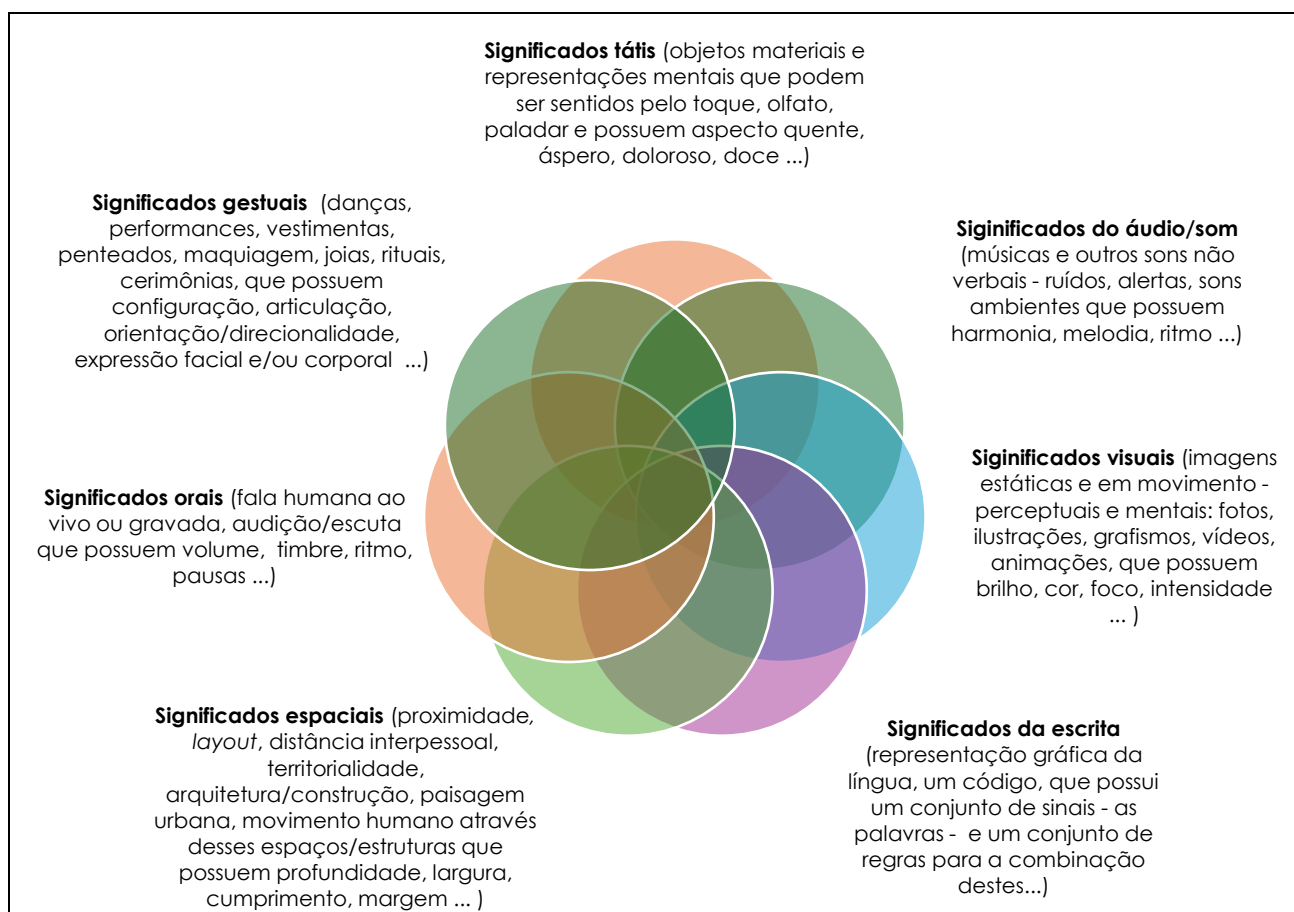 Significados tátis (objetos materiais e
representações mentais que podem
ser sentidos pelo toque, olfato,
paladar e possuem aspecto quente,
áspero, doloroso, doce ...)
Significados gestuais (danças,
performances, vestimentas,
penteados, maquiagem, joias, rituais,
cerimônias, que possuem
configuração, articulação,
orientação/direcionalidade,
expressão facial e/ou corporal ...)
Siginificados do áudio/som
(músicas e outros sons não
verbais - ruídos, alertas, sons
ambientes que possuem
harmonia, melodia, ritmo ...)
Significados orais (fala humana ao
vivo ou gravada, audição/escuta
que possuem volume, timbre, ritmo,
pausas ...)
Siginificados visuais (imagens
estáticas e em movimento -
perceptuais e mentais: fotos,
ilustrações, grafismos, vídeos,
animações, que possuem
brilho, cor, foco, intensidade
... )
Significados espaciais (proximidade,
layout, distância interpessoal,
territorialidade,
arquitetura/construção, paisagem
urbana, movimento humano através
desses espaços/estruturas que
possuem profundidade, largura,
cumprimento, margem ... )
Significados da escrita
(representação gráfica da
língua, um código, que possui
um conjunto de sinais - as
palavras - e um conjunto de
regras para a combinação
destes...)